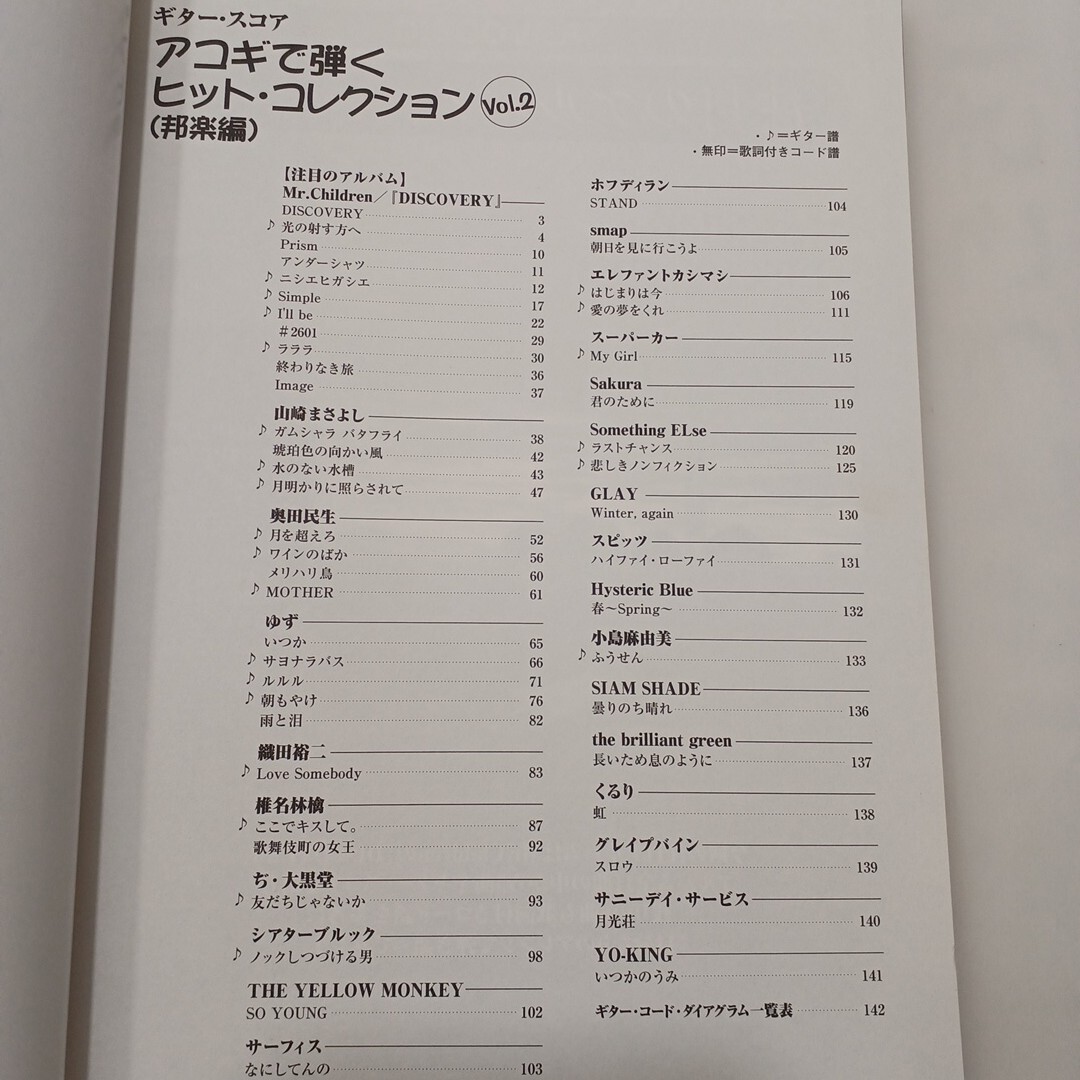 ギター・スコア
アコギで弾く
ヒット・コレクション Vol.2
(邦楽編)
・♪＝ギター譜
・無印＝歌詞付きコード譜
【注目のアルバム】
Mr.Children／『DISCOVERY』
DISCOVERY 3
♪ 光の射す方へ 4
Prism 10
アンダーシャツ 11
♪ ニシエヒガシエ 12
♪ Simple 17
♪ I'll be 22
＃2601 29
♪ ラララ 30
終わりなき旅 36
Image 37
山崎まさよし
♪ ガムシャラ バタフライ 38
琥珀色の向かい風 42
♪ 水のない水槽 43
♪ 月明かりに照らされて 47
奥田民生
♪ 月を超えろ 52
♪ ワインのばか 56
メリハリ鳥 60
♪ MOTHER 61
ゆず
いつか 65
♪ サヨナラバス 66
♪ ルルル 71
♪ 朝もやけ 76
雨と泪 82
織田裕二
♪ Love Somebody 83
椎名林檎
♪ ここでキスして。 87
歌舞伎町の女王 92
ぢ・大黒堂
♪ 友だちじゃないか 93
シアターブルック
♪ ノックしつづける男 98
THE YELLOW MONKEY
SO YOUNG 102
サーフィス
なにしてんの 103
ホフディラン
STAND 104
smap
朝日を見に行こうよ 105
エレファントカシマシ
♪ はじまりは今 106
♪ 愛の夢をくれ 111
スーパーカー
♪ My Girl 115
Sakura
君のために 119
Something ELse
♪ ラストチャンス 120
♪ 悲しきノンフィクション 125
GLAY
Winter, again 130
スピッツ
ハイファイ・ローファイ 131
Hysteric Blue
春〜Spring〜 132
小島麻由美
♪ ふうせん 133
SIAM SHADE
曇りのち晴れ 136
the brilliant green
長いため息のように 137
くるり
虹 138
グレイプバイン
スロウ 139
サニーデイ・サービス
月光荘 140
YO-KING
いつかのうみ 141
ギター・コード・ダイアグラム一覧表 142